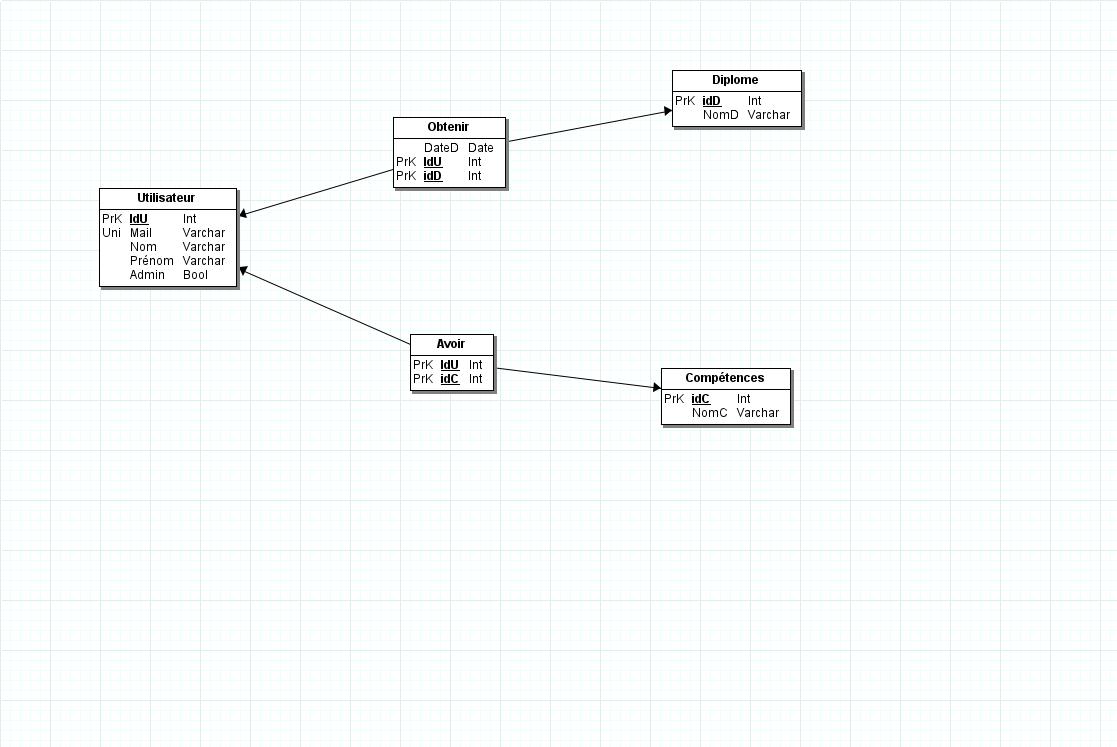 Diplome
PrK idD Int
NomD Varchar
Obtenir
DateD Date
PrK IdU Int
PrK idD Int
Utilisateur
PrK IdU Int
Uni Mail Varchar
Nom Varchar
Prénom Varchar
Admin Bool
Avoir
PrK IdU Int
PrK idC Int
Compétences
PrK idC Int
NomC Varchar